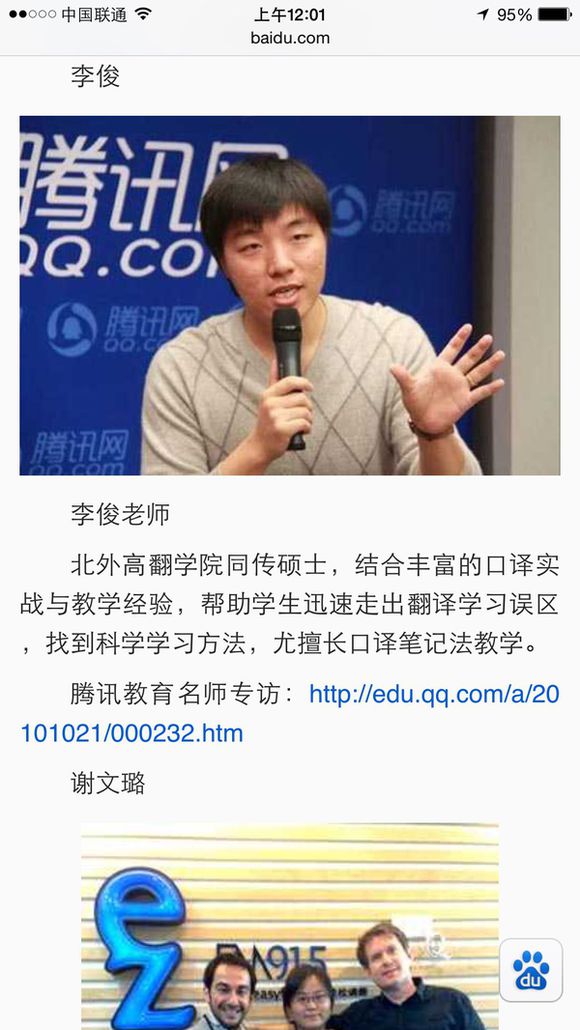 中国联通 上午12:01 95%
baidu.com
李俊
腾讯网
QQ.com
腾讯网
QQ.com
腾讯网
QQ.com
腾讯网
李俊老师
北外高翻学院同传硕士，结合丰富的口译实
战与教学经验，帮助学生迅速走出翻译学习误区
，找到科学学习方法，尤擅长口译笔记法教学。
腾讯教育名师专访：http://edu.qq.com/a/20
101021/000232.htm
谢文璐
ez
915
easy
du